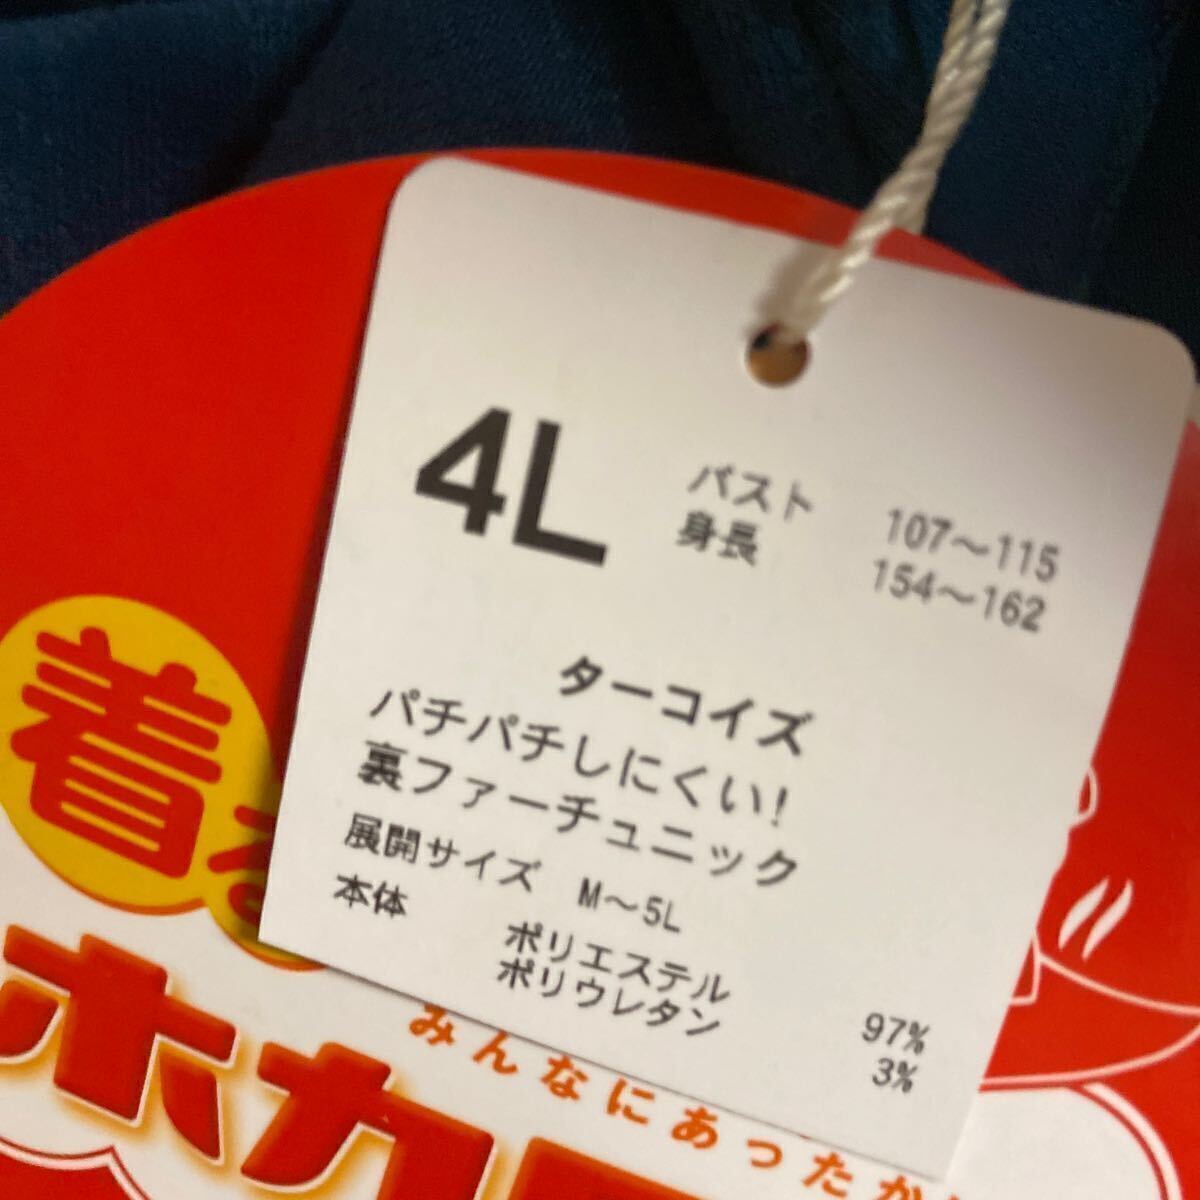 4L
バスト 107～115
身長 154～162
ターコイズ
パチパチしにくい!
裏ファーチュニック
展開サイズ M～5L
本体 ポリエステル 97%
ポリウレタン 3%
着る
ホカ
みんなにあったか